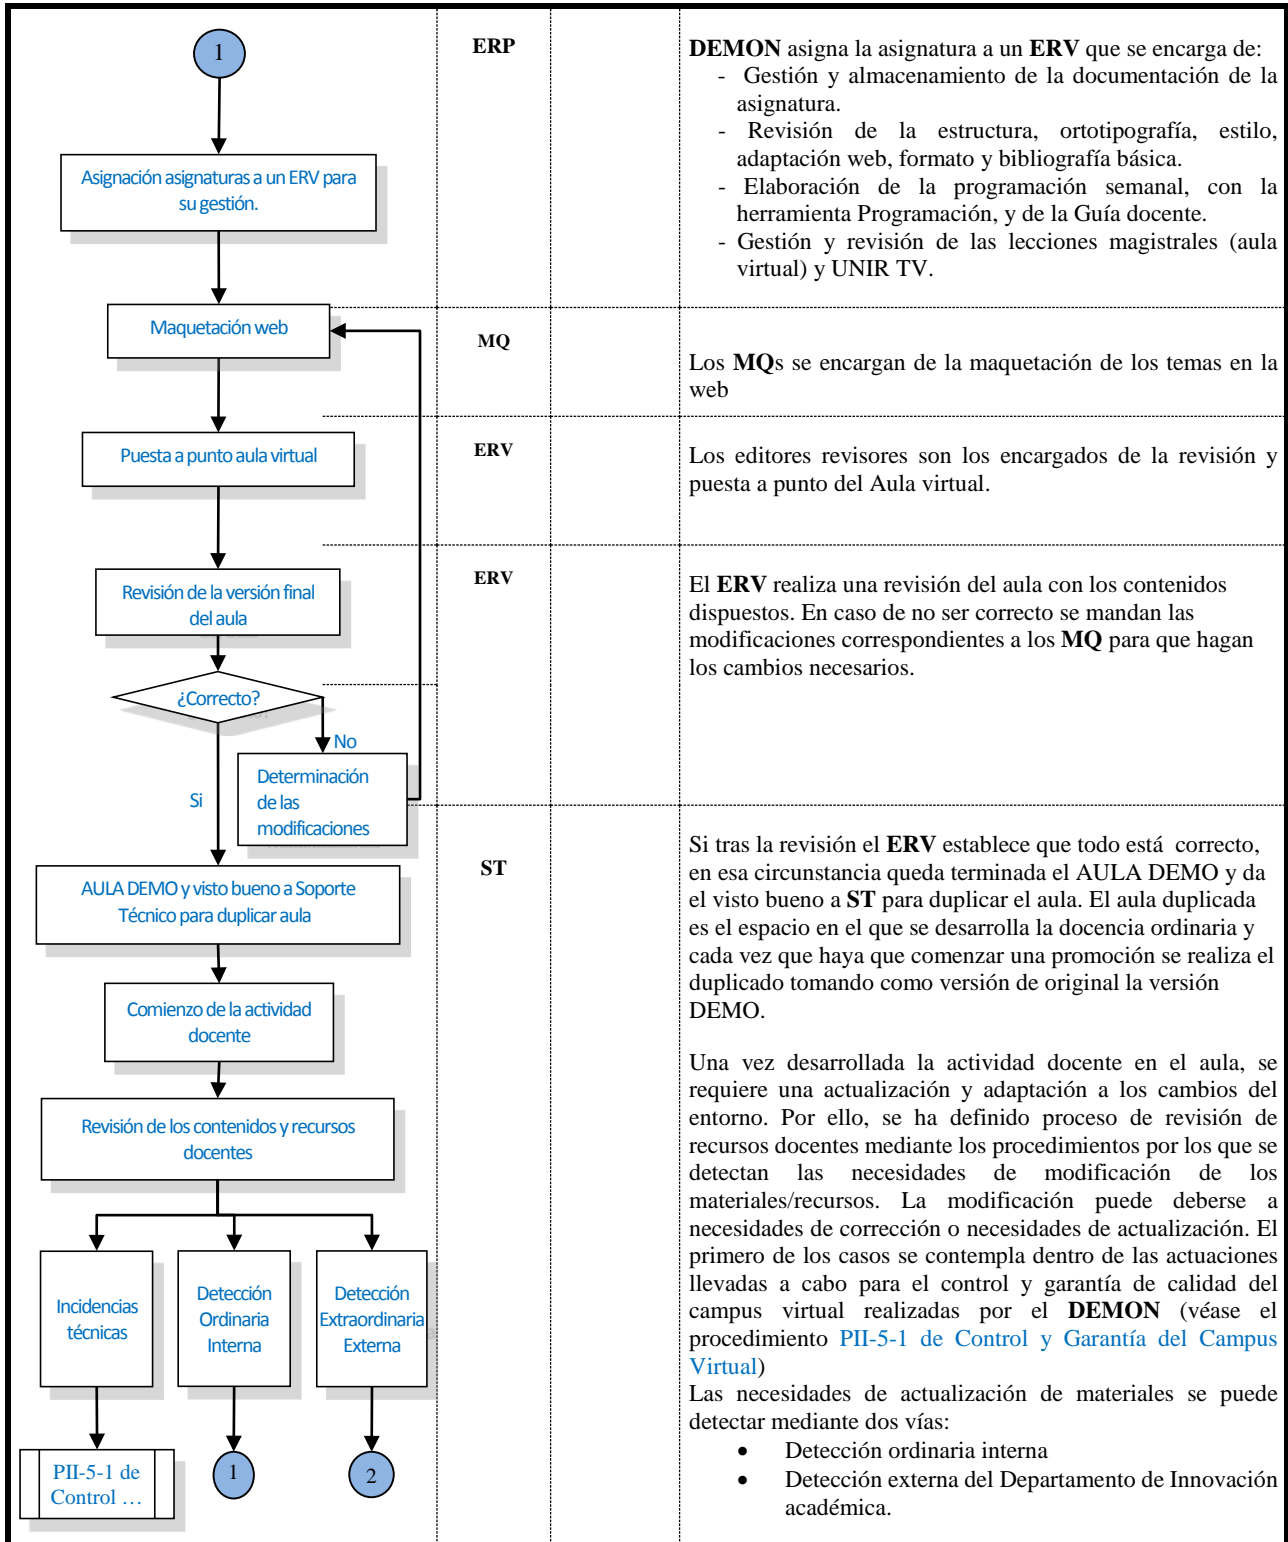 1
ERP
DEMON asigna la asignatura a un ERV que se encarga de:
- Gestión y almacenamiento de la documentación de la
asignatura.
- Revisión de la estructura, ortotipografía, estilo,
adaptación web, formato y bibliografía básica.
- Elaboración de la programación semanal, con la
herramienta Programación, y de la Guía docente.
- Gestión y revisión de las lecciones magistrales (aula
virtual) y UNIR TV.
Asignación asignaturas a un ERV para
su gestión.
Maquetación web
MQ
Los MQs se encargan de la maquetación de los temas en la
web
Puesta a punto aula virtual
ERV
Los editores revisores son los encargados de la revisión y
puesta a punto del Aula virtual.
Revisión de la versión final
del aula
ERV
El ERV realiza una revisión del aula con los contenidos
dispuestos. En caso de no ser correcto se mandan las
modificaciones correspondientes a los MQ para que hagan
los cambios necesarios.
¿Correcto?
No
Determinación
de las
modificaciones
Si
AULA DEMO y visto bueno a Soporte
Técnico para duplicar aula
ST
Si tras la revisión el ERV establece que todo está correcto,
en esa circunstancia queda terminada el AULA DEMO y da
el visto bueno a ST para duplicar el aula. El aula duplicada
es el espacio en el que se desarrolla la docencia ordinaria y
cada vez que haya que comenzar una promoción se realiza el
duplicado tomando como versión de original la versión
DEMO.
Comienzo de la actividad
docente
Revisión de los contenidos y recursos
docentes
Una vez desarrollada la actividad docente en el aula, se
requiere una actualización y adaptación a los cambios del
entorno. Por ello, se ha definido proceso de revisión de
recursos docentes mediante los procedimientos por los que se
detectan las necesidades de modificación de los
materiales/recursos. La modificación puede deberse a
necesidades de corrección o necesidades de actualización. El
primero de los casos se contempla dentro de las actuaciones
llevadas a cabo para el control y garantía de calidad del
campus virtual realizadas por el DEMON (véase el
procedimiento PII-5-1 de Control y Garantía del Campus
Virtual)
Las necesidades de actualización de materiales se puede
detectar mediante dos vías:
• Detección ordinaria interna
• Detección externa del Departamento de Innovación
académica.
Incidencias
técnicas
Detección
Ordinaria
Interna
Detección
Extraordinaria
Externa
PII-5-1 de
Control …
1
2